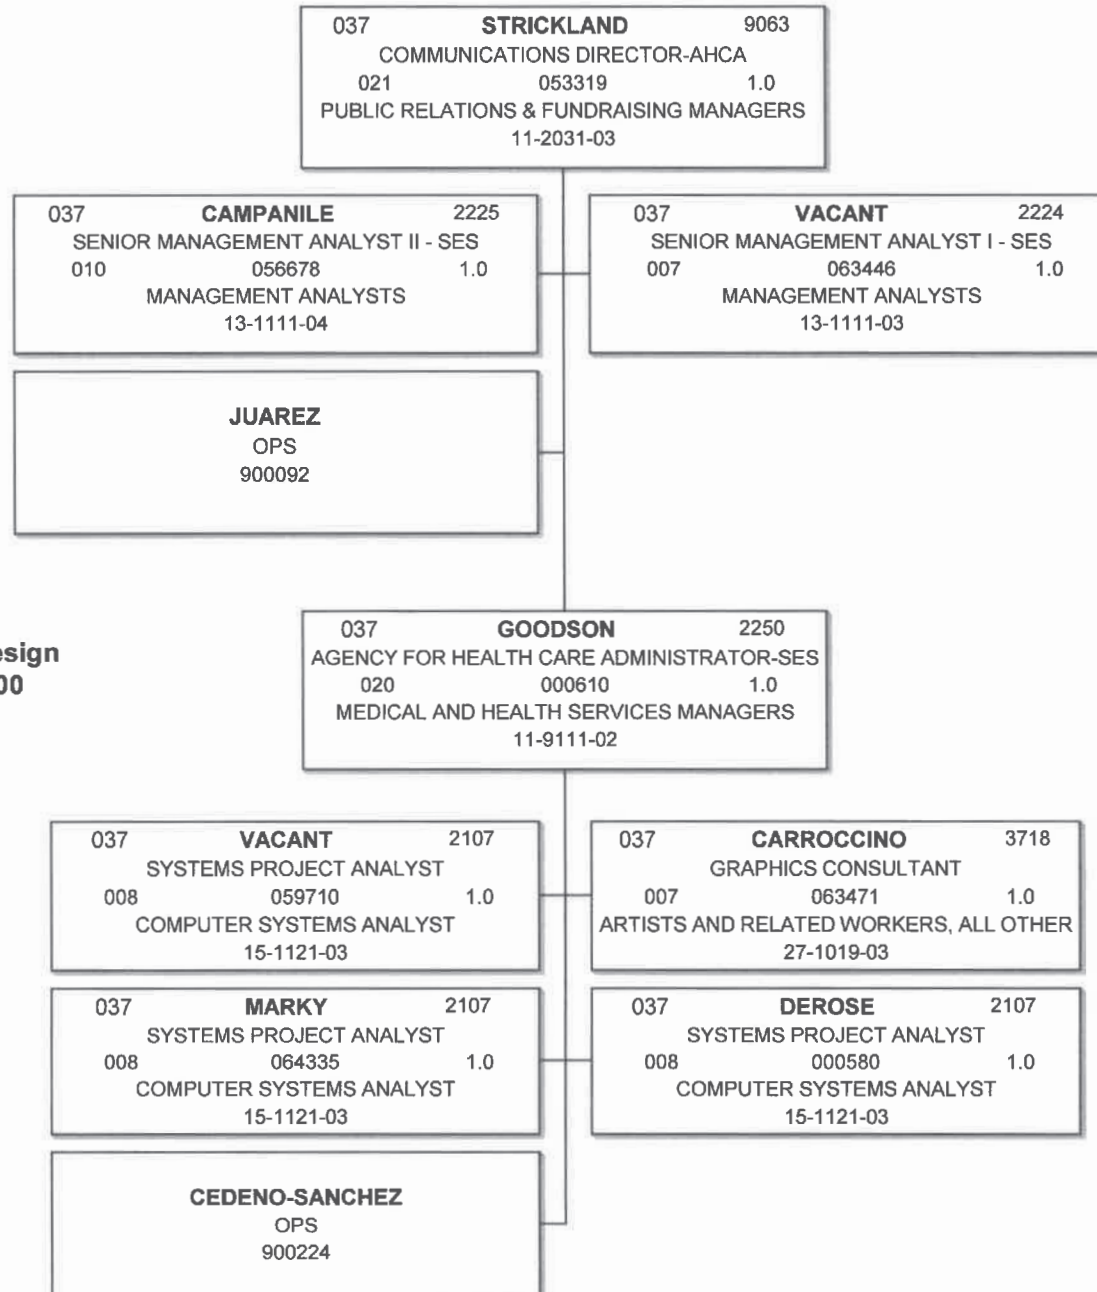 037 STRICKLAND 9063
COMMUNICATIONS DIRECTOR-AHCA
021 053319 1.0
PUBLIC RELATIONS & FUNDRAISING MANAGERS
11-2031-03
037 CAMPANILE 2225
SENIOR MANAGEMENT ANALYST II - SES
010 056678 1.0
MANAGEMENT ANALYSTS
13-1111-04
037 VACANT 2224
SENIOR MANAGEMENT ANALYST I - SES
007 063446 1.0
MANAGEMENT ANALYSTS
13-1111-03
JUAREZ
OPS
900092
esign
00
037 GOODSON 2250
AGENCY FOR HEALTH CARE ADMINISTRATOR-SES
020 000610 1.0
MEDICAL AND HEALTH SERVICES MANAGERS
11-9111-02
037 VACANT 2107
SYSTEMS PROJECT ANALYST
008 059710 1.0
COMPUTER SYSTEMS ANALYST
15-1121-03
037 CARROCCINO 3718
GRAPHICS CONSULTANT
007 063471 1.0
ARTISTS AND RELATED WORKERS, ALL OTHER
27-1019-03
037 MARKY 2107
SYSTEMS PROJECT ANALYST
008 064335 1.0
COMPUTER SYSTEMS ANALYST
15-1121-03
037 DEROSE 2107
SYSTEMS PROJECT ANALYST
008 000580 1.0
COMPUTER SYSTEMS ANALYST
15-1121-03
CEDENO-SANCHEZ
OPS
900224